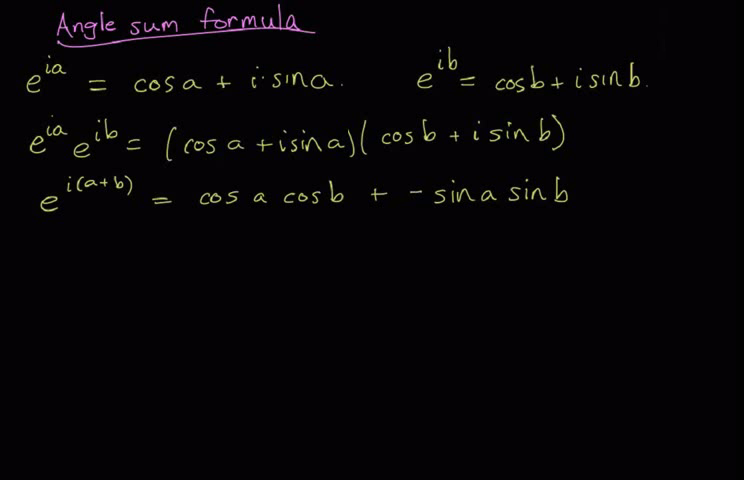 Angle sum formula
e^{ia} = cos a + i·sin a. e^{ib} = cos b + i sin b.
e^{ia} e^{ib} = (cos a + i sin a)(cos b + i sin b)
e^{i(a+b)} = cos a cos b + - sin a sin b